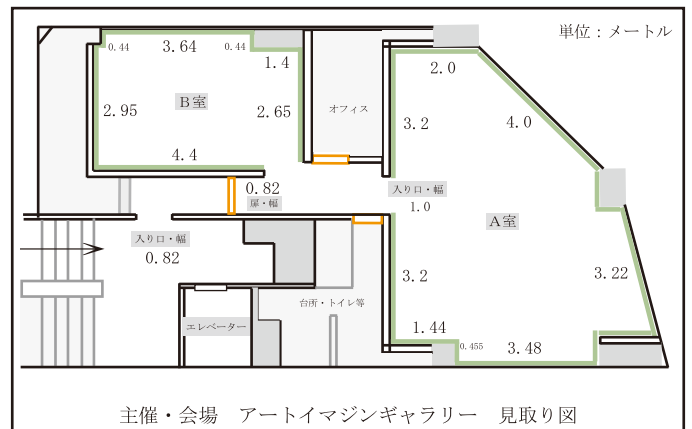 単位：メートル
0.44
3.64
0.44
1.4
2.0
オフィス
B室
2.95
2.65
3.2
4.0
4.4
0.82
扉・幅
入り口・幅
1.0
A室
入り口・幅
0.82
3.2
3.22
台所・トイレ等
エレベーター
1.44
0.455
3.48
主催・会場　アートイマジンギャラリー　見取り図